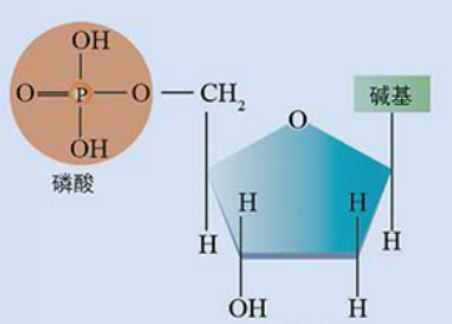 OH
O P O CH2 碱基
OH O
磷酸
H H
H H
OH H